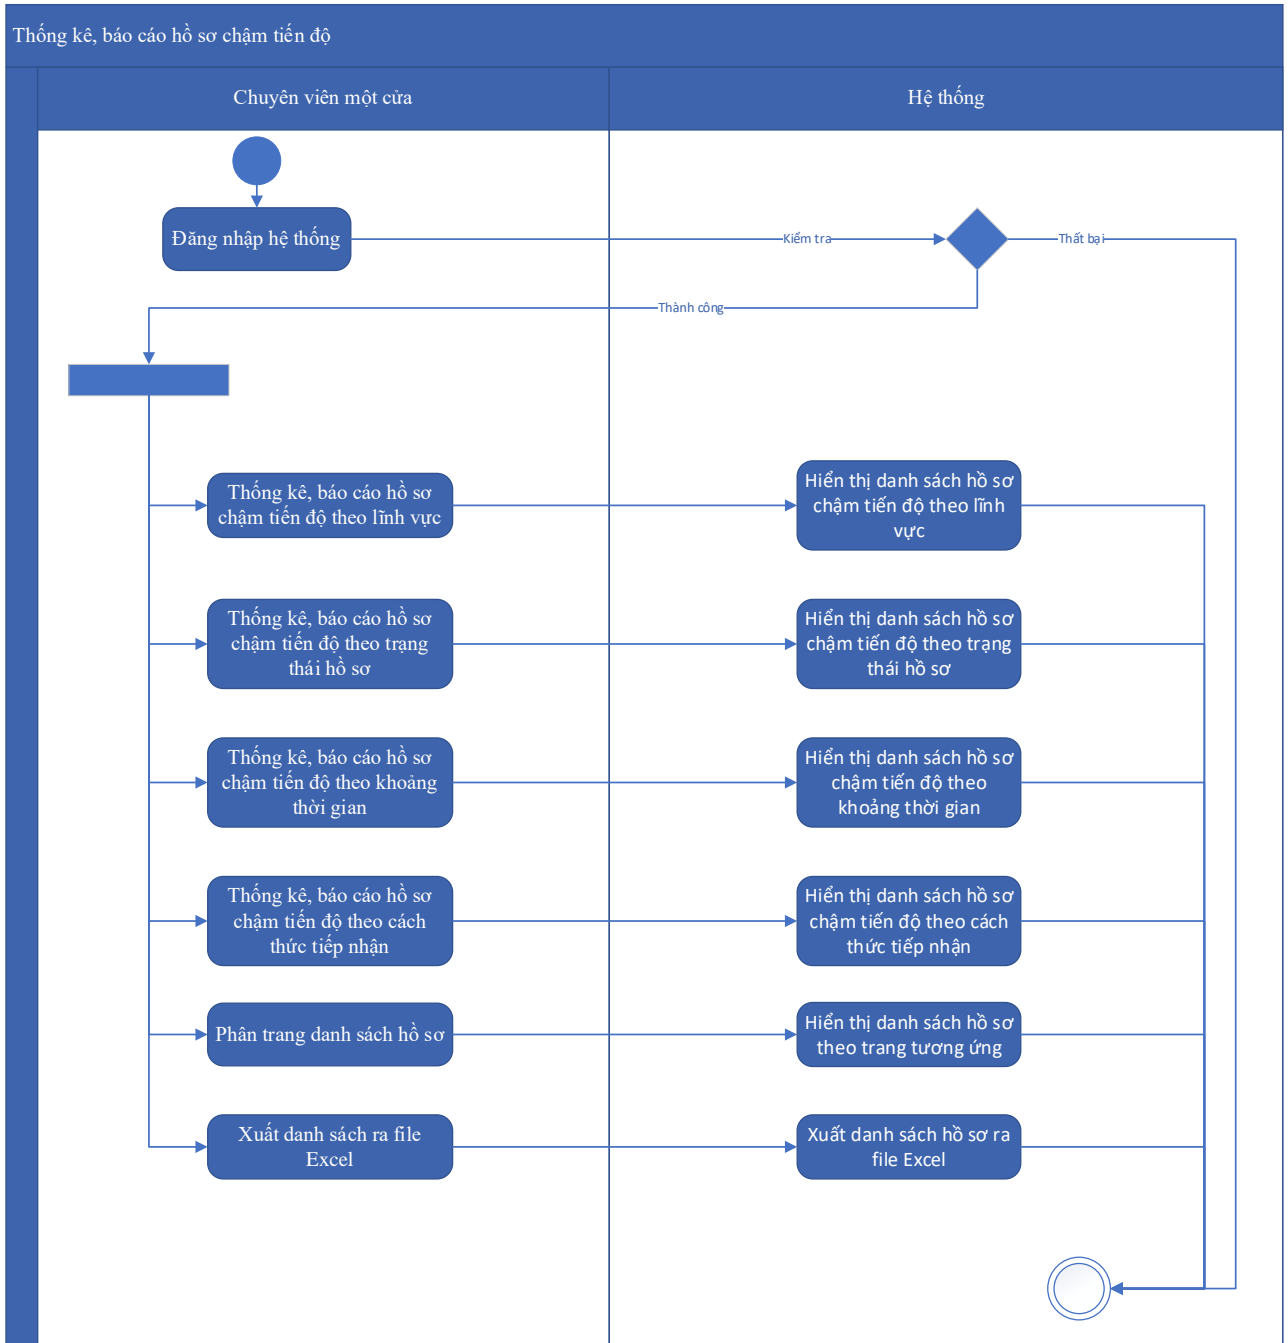 Thống kê, báo cáo hồ sơ chậm tiến độ
Chuyên viên một cửa
Hệ thống
Đăng nhập hệ thống
Kiểm tra
Thất bại
Thành công
Thống kê, báo cáo hồ sơ
chậm tiến độ theo lĩnh vực
Hiển thị danh sách hồ sơ
chậm tiến độ theo lĩnh
vực
Thống kê, báo cáo hồ sơ
chậm tiến độ theo trạng
thái hồ sơ
Hiển thị danh sách hồ sơ
chậm tiến độ theo trạng
thái hồ sơ
Thống kê, báo cáo hồ sơ
chậm tiến độ theo khoảng
thời gian
Hiển thị danh sách hồ sơ
chậm tiến độ theo
khoảng thời gian
Thống kê, báo cáo hồ sơ
chậm tiến độ theo cách
thức tiếp nhận
Hiển thị danh sách hồ sơ
chậm tiến độ theo cách
thức tiếp nhận
Phân trang danh sách hồ sơ
Hiển thị danh sách hồ sơ
theo trang tương ứng
Xuất danh sách ra file
Excel
Xuất danh sách hồ sơ ra
file Excel